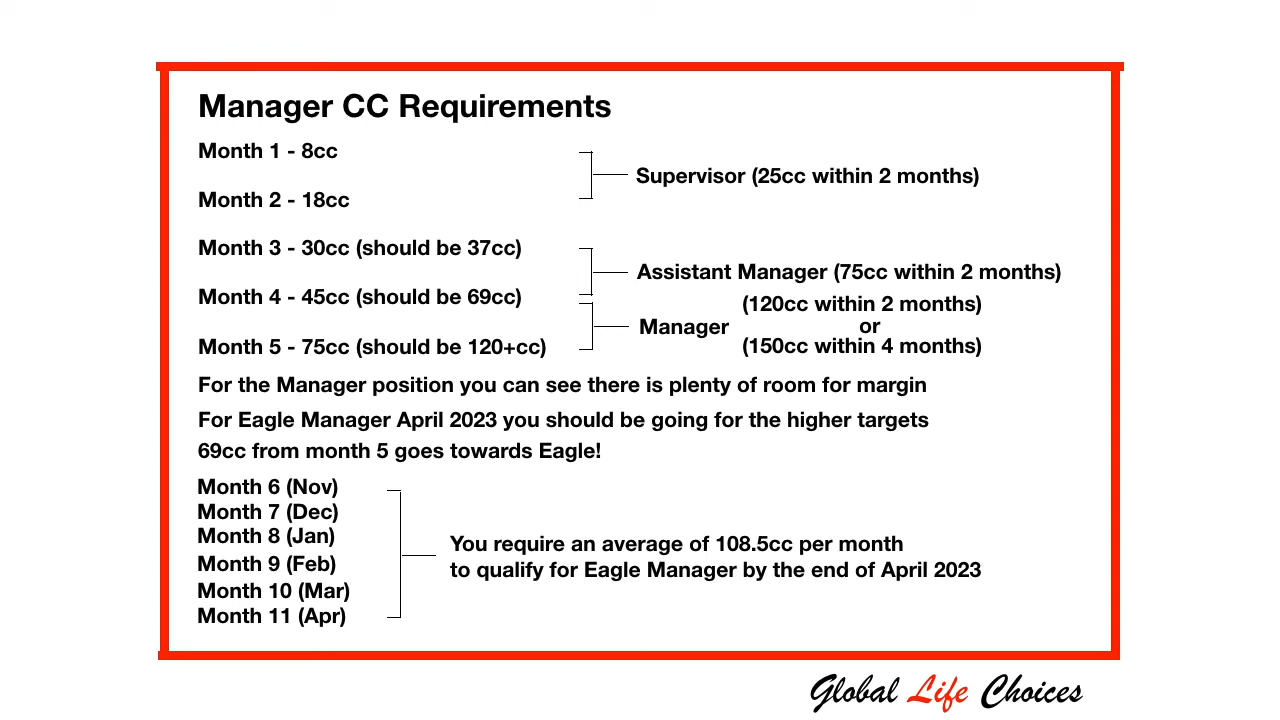 Manager CC Requirements
Month 1 - 8cc
Supervisor (25cc within 2 months)
Month 2 - 18cc
Month 3 - 30cc (should be 37cc)
Assistant Manager (75cc within 2 months)
Month 4 - 45cc (should be 69cc)
(120cc within 2 months)
Manager
or
Month 5 - 75cc (should be 120+cc)
(150cc within 4 months)
For the Manager position you can see there is plenty of room for margin
For Eagle Manager April 2023 you should be going for the higher targets
69cc from month 5 goes towards Eagle!
Month 6 (Nov)
Month 7 (Dec)
Month 8 (Jan)
Month 9 (Feb)
Month 10 (Mar)
Month 11 (Apr)
You require an average of 108.5cc per month
to qualify for Eagle Manager by the end of April 2023
Global Life Choices